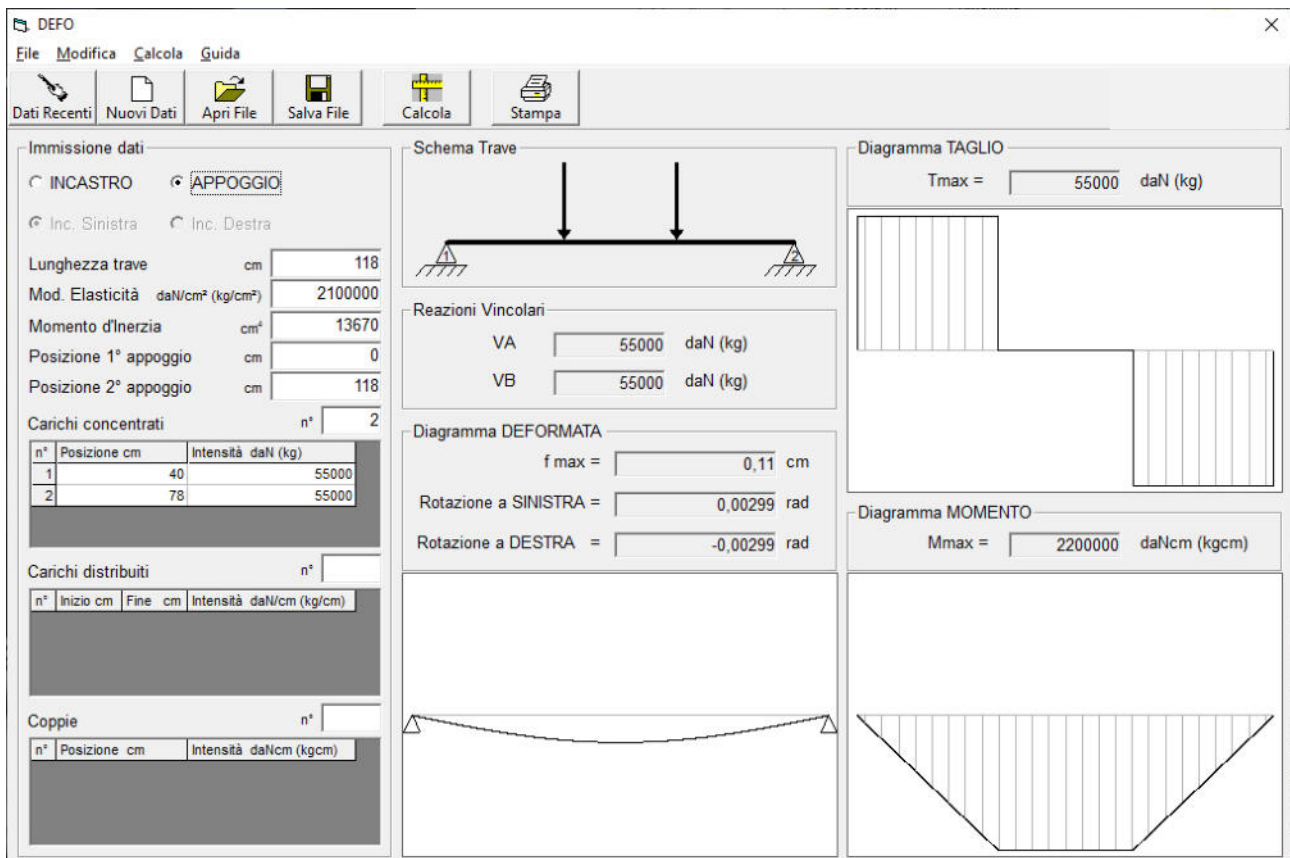 DEFO
File Modifica Calcola Guida
Dati Recenti Nuovi Dati Apri File Salva File Calcola Stampa
Immissione dati
INCASTRO APPOGGIO
Inc. Sinistra Inc. Destra
Lunghezza trave cm 118
Mod. Elasticità daN/cm² (kg/cm²) 2100000
Momento d'Inerzia cm⁴ 13670
Posizione 1° appoggio cm 0
Posizione 2° appoggio cm 118
Carichi concentrati n° 2
n° Posizione cm Intensità daN (kg)
1 40 55000
2 78 55000
Carichi distribuiti n°
n° Inizio cm Fine cm Intensità daN/cm (kg/cm)
Coppie n°
n° Posizione cm Intensità daNcm (kgcm)
Schema Trave
1 2
Reazioni Vincolari
VA 55000 daN (kg)
VB 55000 daN (kg)
Diagramma DEFORMATA
f max = 0,11 cm
Rotazione a SINISTRA = 0,00299 rad
Rotazione a DESTRA = -0,00299 rad
Diagramma TAGLIO
Tmax = 55000 daN (kg)
Diagramma MOMENTO
Mmax = 2200000 daNcm (kgcm)